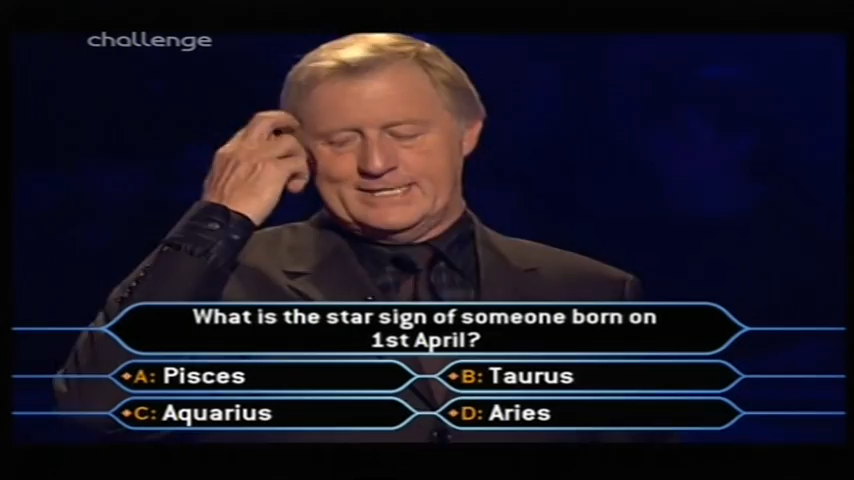 challenge
What is the star sign of someone born on
1st April?
A: Pisces
B: Taurus
C: Aquarius
D: Aries